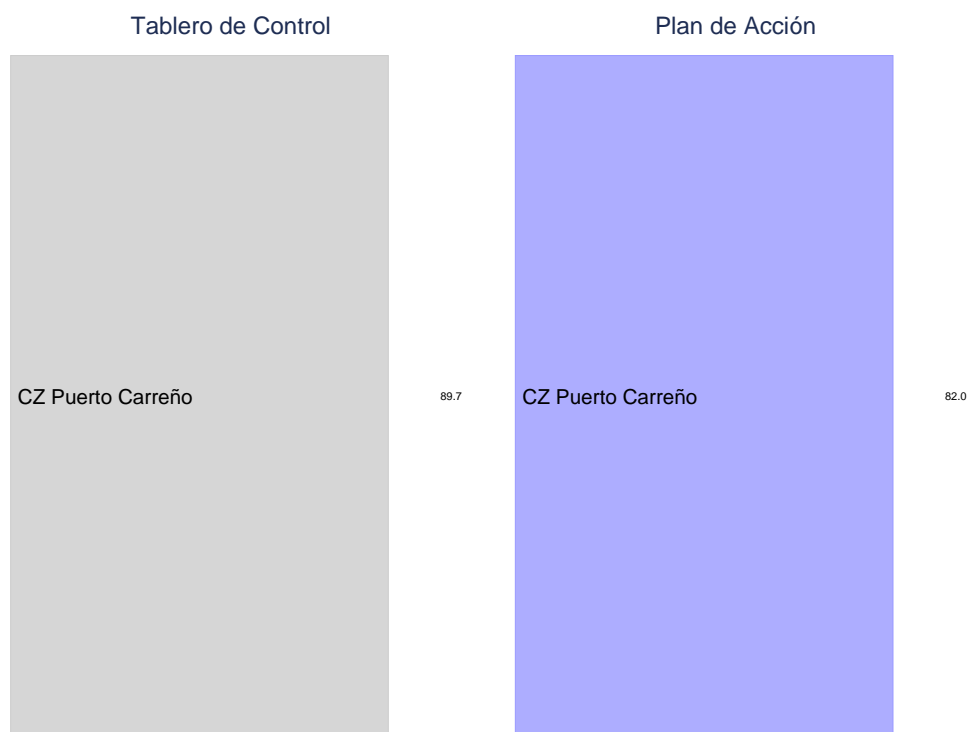 Tablero de Control
Plan de Acción
CZ Puerto Carreño
89.7
CZ Puerto Carreño
82.0